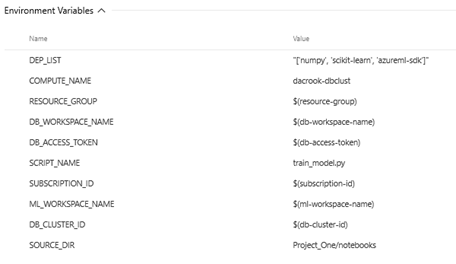 Environment Variables
Name Value
DEP_LIST "['numpy', 'scikit-learn', 'azureml-sdk']"
COMPUTE_NAME dacrook-dbclust
RESOURCE_GROUP $(resource-group)
DB_WORKSPACE_NAME $(db-workspace-name)
DB_ACCESS_TOKEN $(db-access-token)
SCRIPT_NAME train_model.py
SUBSCRIPTION_ID $(subscription-id)
ML_WORKSPACE_NAME $(ml-workspace-name)
DB_CLUSTER_ID $(db-cluster-id)
SOURCE_DIR Project_One/notebooks